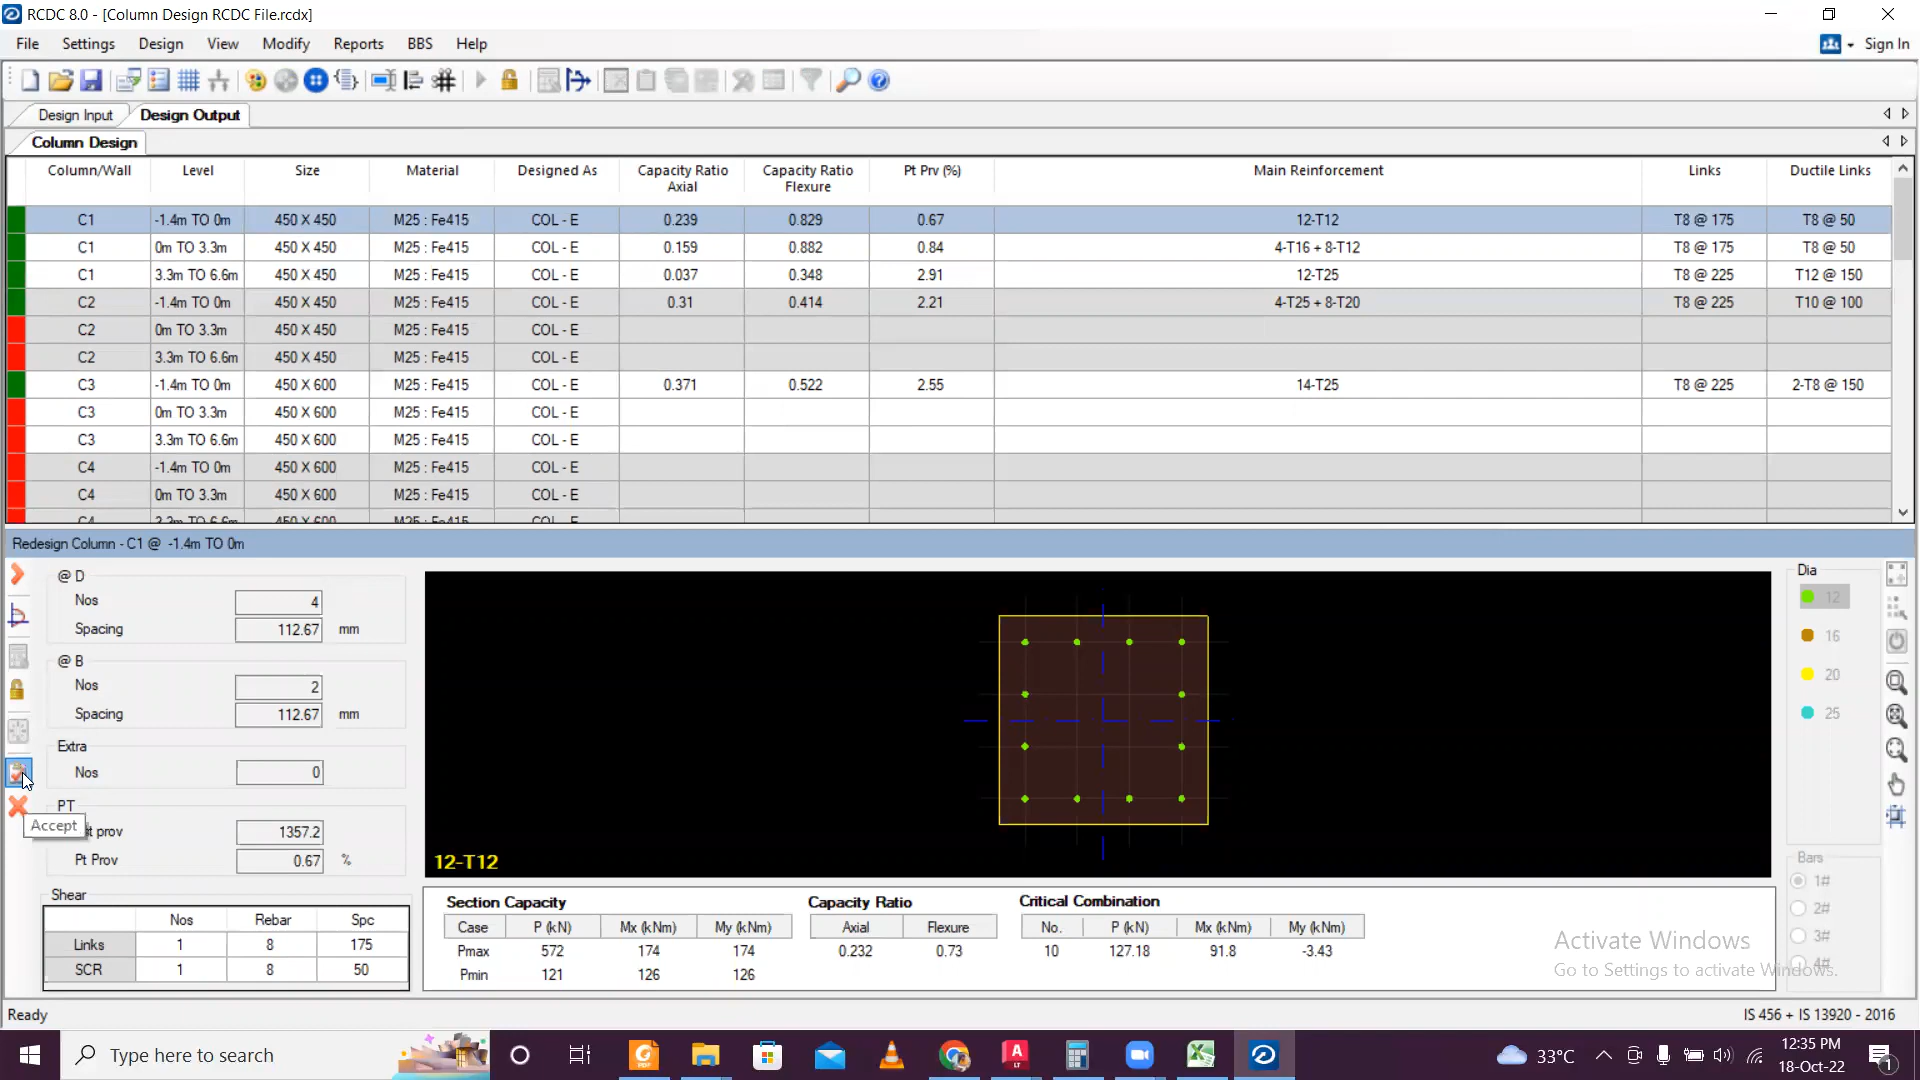 RCDC 8.0 - [Column Design RCDC File.rcdx]
File Settings Design View Modify Reports BBS Help Sign In
Design Input Design Output
Column Design
Column/Wall Level Size Material Designed As Capacity Ratio Axial Capacity Ratio Flexure Pt Prv (%) Main Reinforcement Links Ductile Links
C1 -1.4m TO 0m 450 X 450 M25 : Fe415 COL - E 0.239 0.829 0.67 12-T12 T8 @ 175 T8 @ 50
C1 0m TO 3.3m 450 X 450 M25 : Fe415 COL - E 0.159 0.882 0.84 4-T16 + 8-T12 T8 @ 175 T8 @ 50
C1 3.3m TO 6.6m 450 X 450 M25 : Fe415 COL - E 0.037 0.348 2.91 12-T25 T8 @ 225 T12 @ 150
C2 -1.4m TO 0m 450 X 450 M25 : Fe415 COL - E 0.31 0.414 2.21 4-T25 + 8-T20 T8 @ 225 T10 @ 100
C2 0m TO 3.3m 450 X 450 M25 : Fe415 COL - E
C2 3.3m TO 6.6m 450 X 450 M25 : Fe415 COL - E
C3 -1.4m TO 0m 450 X 600 M25 : Fe415 COL - E 0.371 0.522 2.55 14-T25 T8 @ 225 2-T8 @ 150
C3 0m TO 3.3m 450 X 600 M25 : Fe415 COL - E
C3 3.3m TO 6.6m 450 X 600 M25 : Fe415 COL - E
C4 -1.4m TO 0m 450 X 600 M25 : Fe415 COL - E
C4 0m TO 3.3m 450 X 600 M25 : Fe415 COL - E
C4 3.3m TO 6.6m 450 X 600 M25 : Fe415 COL - E
Redesign Column - C1 @ -1.4m TO 0m
@ D
Nos 4
Spacing 112.67 mm
@ B
Nos 2
Spacing 112.67 mm
Extra
Nos 0
PT
Accept
t prov 1357.2
Pt Prov 0.67 %
12-T12
Dia
12
16
20
25
Bars
1#
2#
3#
4#
Shear
Nos Rebar Spc
Links 1 8 175
SCR 1 8 50
Section Capacity Capacity Ratio Critical Combination
Case P (kN) Mx (kNm) My (kNm) Axial Flexure No. P (kN) Mx (kNm) My (kNm)
Pmax 572 174 174 0.232 0.73 10 127.18 91.8 -3.43
Pmin 121 126 126
Activate Windows
Go to Settings to activate Windows.
Ready IS 456 + IS 13920 - 2016
Type here to search 33°C 12:35 PM
18-Oct-22
1